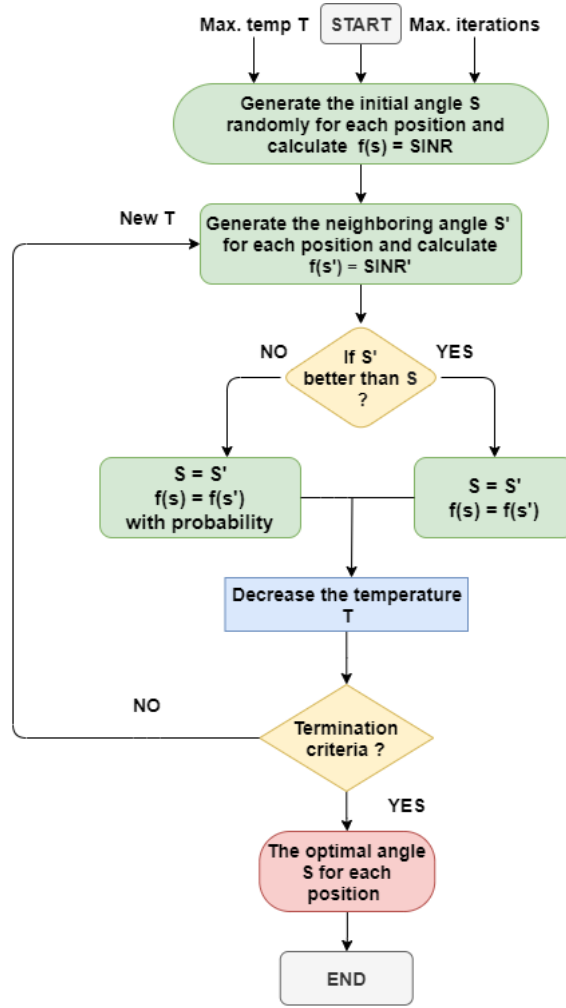 Max. temp T
START
Max. iterations
Generate the initial angle S
randomly for each position and
calculate f(s) = SINR
New T
Generate the neighboring angle S'
for each position and calculate
f(s') = SINR'
NO
If S'
better than S
?
YES
S = S'
f(s) = f(s')
with probability
S = S'
f(s) = f(s')
Decrease the temperature
T
NO
Termination
criteria ?
YES
The optimal angle
S for each
position
END